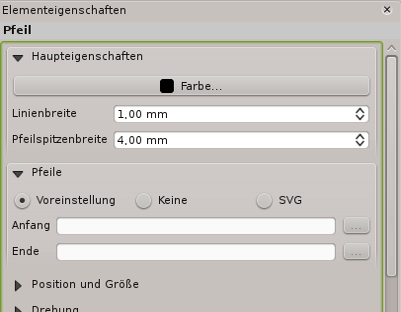 Elementeigenschaften
Pfeil
Haupteigenschaften
Farbe...
Linienbreite 1,00 mm
Pfeilspitzenbreite 4,00 mm
Pfeile
Voreinstellung Keine SVG
Anfang ...
Ende ...
Position und Größe
Drehung